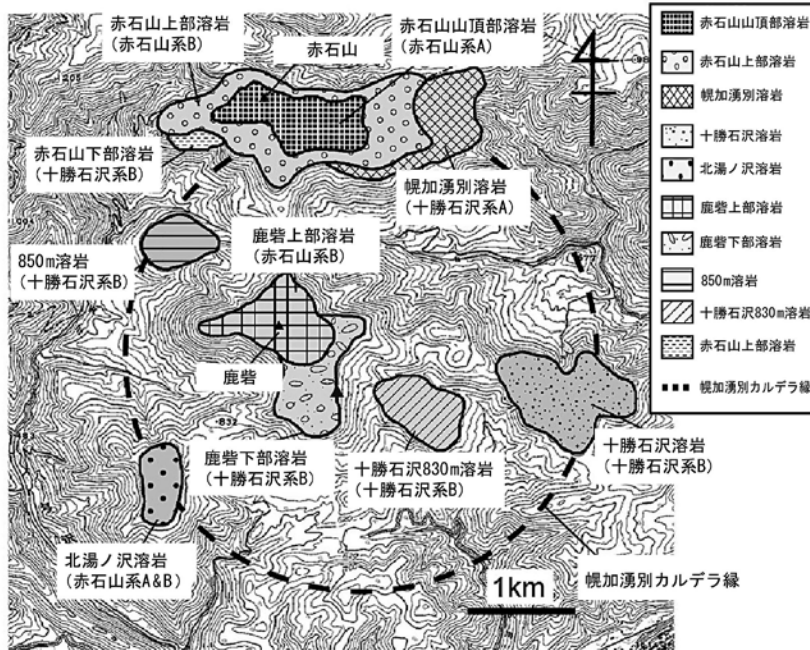 赤石山上部溶岩
(赤石山系B)
赤石山
赤石山山頂部溶岩
(赤石山系A)
赤石山下部溶岩
(十勝石沢系B)
幌加湧別溶岩
(十勝石沢系A)
850m溶岩
(十勝石沢系B)
鹿砦上部溶岩
(赤石山系B)
鹿砦
鹿砦下部溶岩
(十勝石沢系B)
十勝石沢830m溶岩
(十勝石沢系B)
十勝石沢溶岩
(十勝石沢系B)
北湯ノ沢溶岩
(赤石山系A&B)
幌加湧別カルデラ縁
1km
832
赤石山山頂部溶岩
赤石山上部溶岩
幌加湧別溶岩
十勝石沢溶岩
北湯ノ沢溶岩
鹿砦上部溶岩
鹿砦下部溶岩
850m溶岩
十勝石沢830m溶岩
赤石山上部溶岩
幌加湧別カルデラ縁